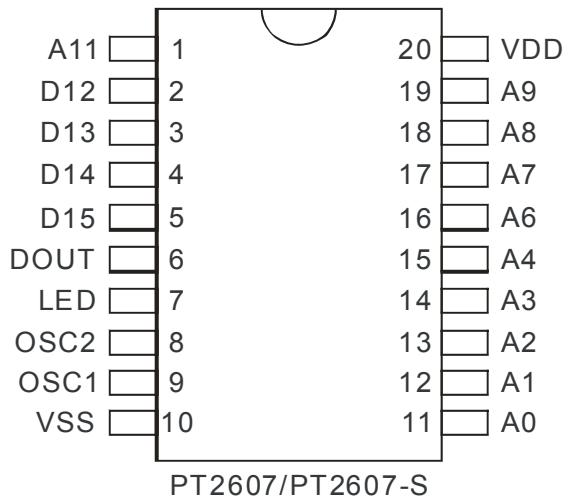 A11 1 20 VDD
D12 2 19 A9
D13 3 18 A8
D14 4 17 A7
D15 5 16 A6
DOUT 6 15 A4
LED 7 14 A3
OSC2 8 13 A2
OSC1 9 12 A1
VSS 10 11 A0
PT2607/PT2607-S